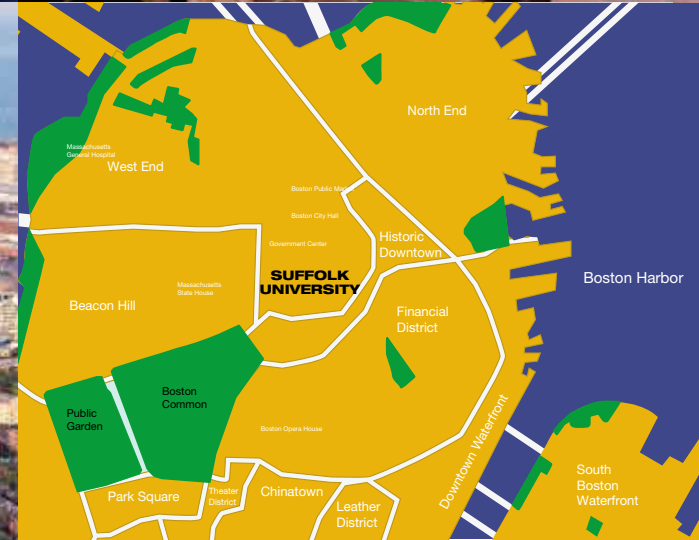 North End
Massachusetts
General Hospital
West End
Boston Public Market
Boston City Hall
Historic
Downtown
Government Center
SUFFOLK
UNIVERSITY
Boston Harbor
Massachusetts
State House
Beacon Hill
Financial
District
Boston
Common
Public
Garden
Boston Opera House
Downtown Waterfront
South
Boston
Waterfront
Park Square
Theater
District
Chinatown
Leather
District